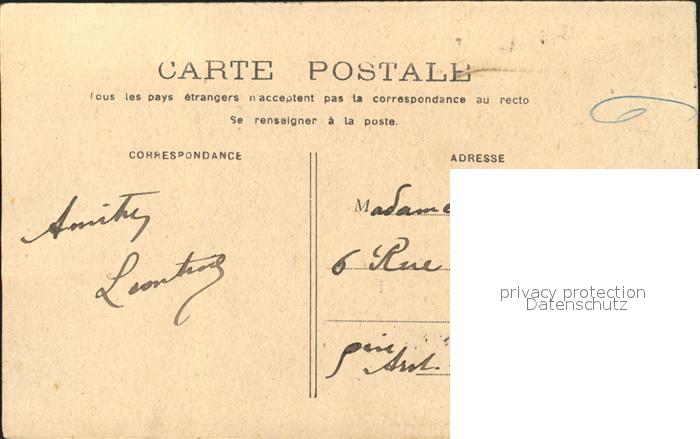 CARTE POSTALE
Tous les pays étrangers n'acceptent pas la correspondance au recto
Se renseigner à la poste.
CORRESPONDANCE
ADRESSE
Madame
6 Rue
privacy protection
Datenschutz